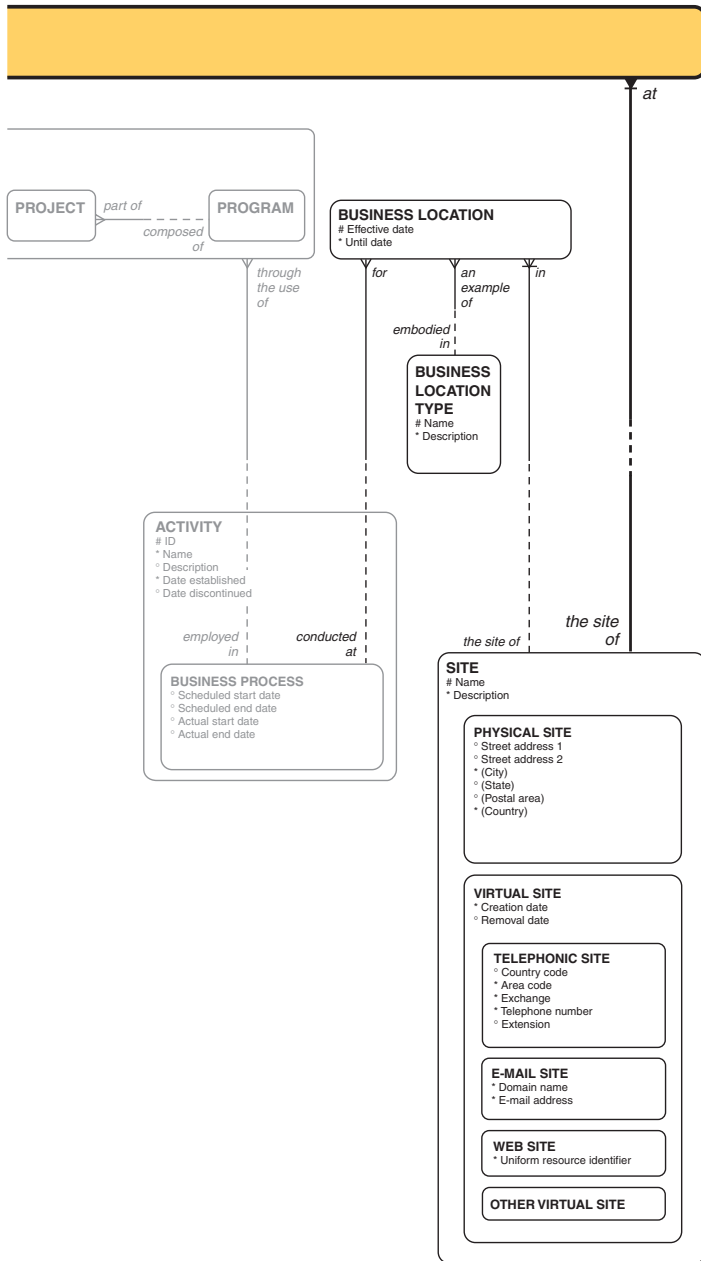 at
PROJECT
part of
composed
of
PROGRAM
through
the use
of
BUSINESS LOCATION
# Effective date
* Until date
for
an
example
of
in
embodied
in
BUSINESS
LOCATION
TYPE
# Name
* Description
ACTIVITY
# ID
* Name
° Description
* Date established
° Date discontinued
employed
in
conducted
at
the site of
the site
of
BUSINESS PROCESS
° Scheduled start date
° Scheduled end date
° Actual start date
° Actual end date
SITE
# Name
* Description
PHYSICAL SITE
° Street address 1
° Street address 2
* (City)
° (State)
° (Postal area)
* (Country)
VIRTUAL SITE
* Creation date
° Removal date
TELEPHONIC SITE
° Country code
* Area code
* Exchange
* Telephone number
° Extension
E-MAIL SITE
* Domain name
* E-mail address
WEB SITE
* Uniform resource identifier
OTHER VIRTUAL SITE